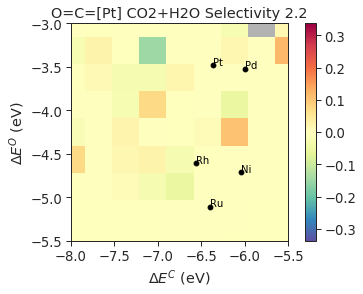 O=C=[Pt] CO2+H2O Selectivity 2.2
−3.0
−3.5
−4.0
−4.5
−5.0
−5.5
ΔE^O (eV)
Pt
Pd
Rh
Ni
Ru
−8.0 −7.5 −7.0 −6.5 −6.0 −5.5
ΔE^C (eV)
0.3
0.2
0.1
0.0
−0.1
−0.2
−0.3